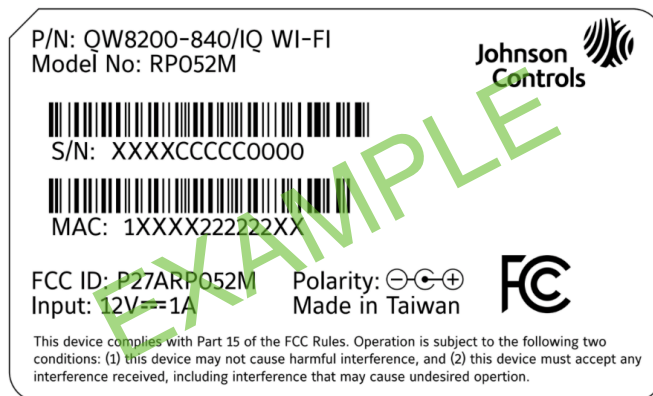 P/N: QW8200-840/IQ WI-FI
Model No: RP052M
Johnson
Controls
S/N: XXXXCCCCC0000
MAC: 1XXXX222222XX
EXAMPLE
FCC ID: P27ARP052M
Polarity:
FC
Input: 12V⎓1A
Made in Taiwan
This device complies with Part 15 of the FCC Rules. Operation is subject to the following two
conditions: (1) this device may not cause harmful interference, and (2) this device must accept any
interference received, including interference that may cause undesired opertion.